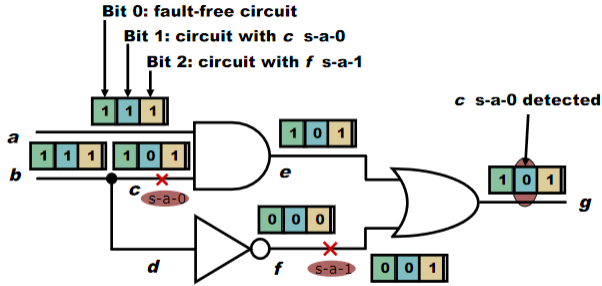 Bit 0: fault-free circuit
Bit 1: circuit with c s-a-0
Bit 2: circuit with f s-a-1
1 1 1
c s-a-0 detected
a
1 0 1
1 1 1
1 0 1
b
e
1 0 1
c
s-a-0
g
0 0 0
d
f
s-a-1
0 0 1